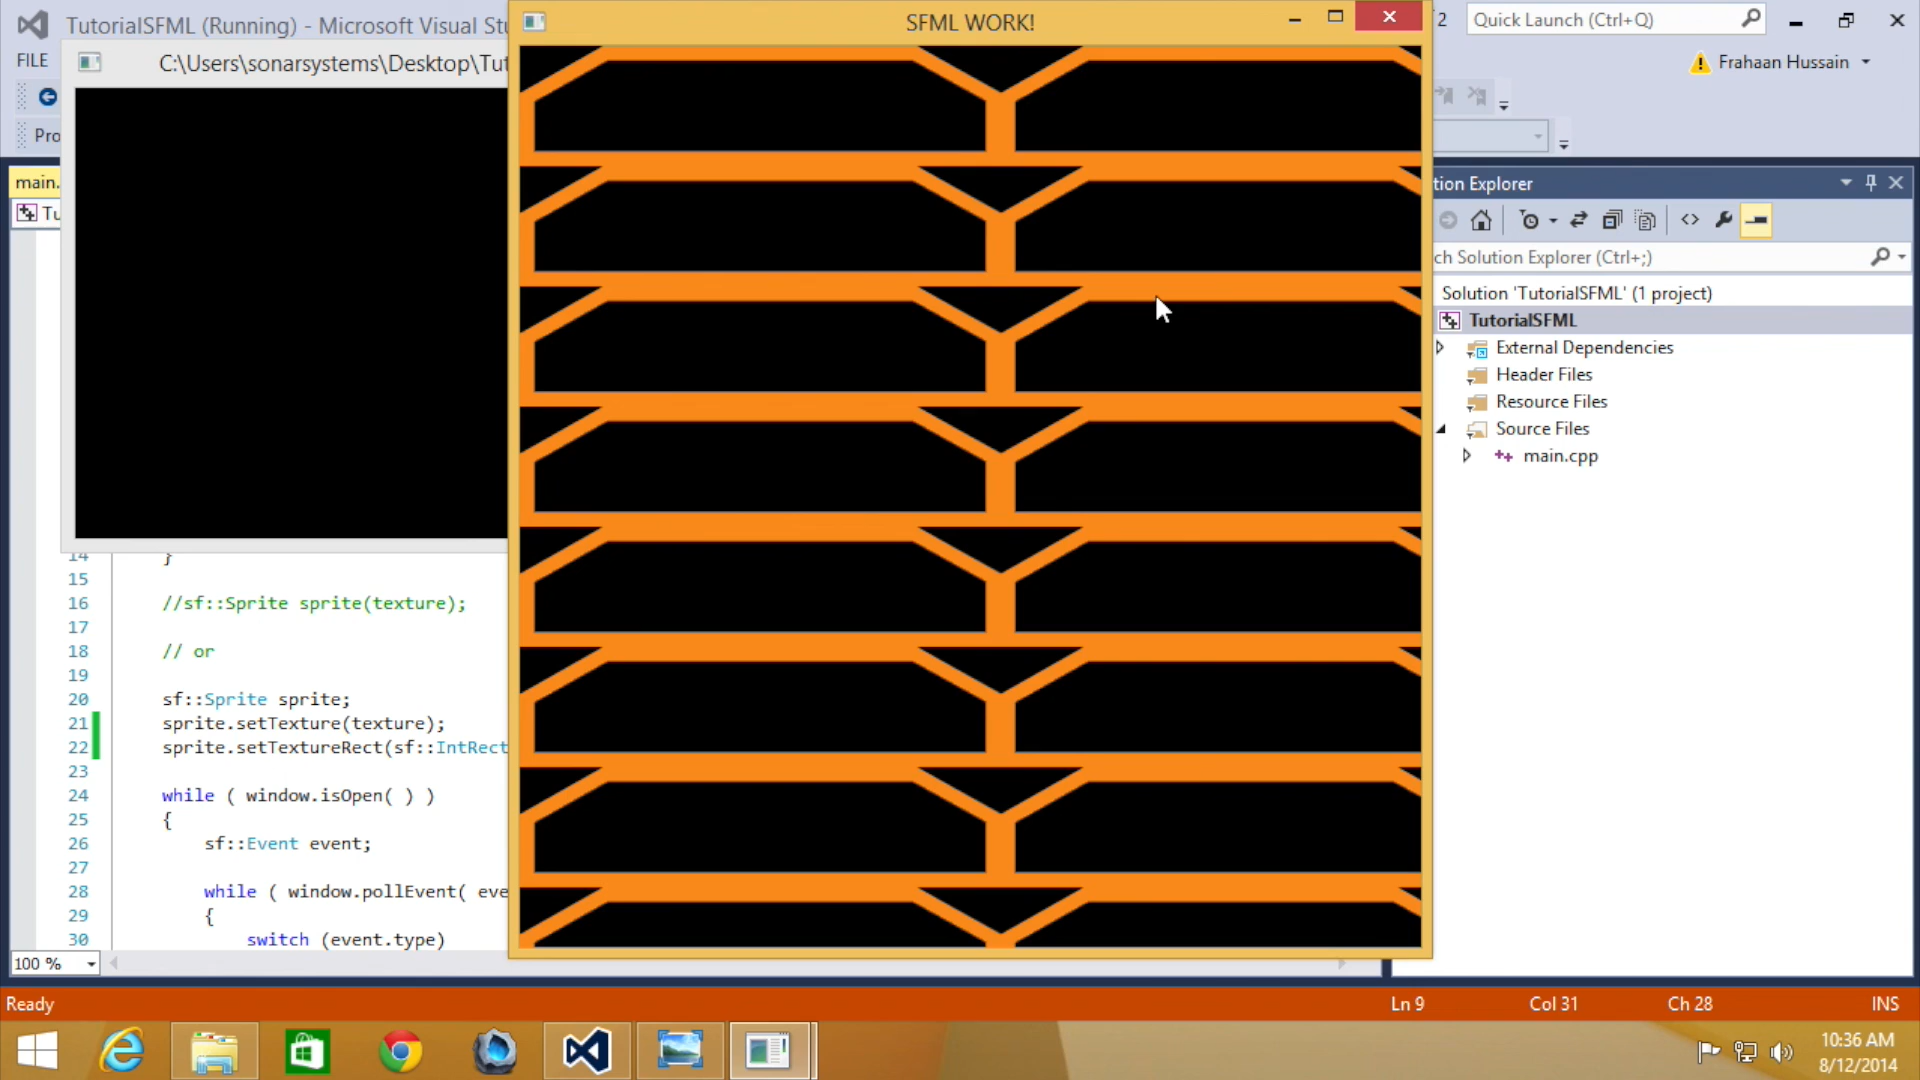 TutorialSFML (Running) - Microsoft Visual Stu
SFML WORK!
2
Quick Launch (Ctrl+Q)
FILE
C:\Users\sonarsystems\Desktop\Tut
Frahaan Hussain
Pro
main.
Tu
tion Explorer
ch Solution Explorer (Ctrl+;)
Solution 'TutorialSFML' (1 project)
TutorialSFML
External Dependencies
Header Files
Resource Files
Source Files
main.cpp
14 }
15
16 //sf::Sprite sprite(texture);
17
18 // or
19
20 sf::Sprite sprite;
21 sprite.setTexture(texture);
22 sprite.setTextureRect(sf::IntRect
23
24 while ( window.isOpen( ) )
25 {
26 sf::Event event;
27
28 while ( window.pollEvent( eve
29 {
30 switch (event.type)
100 %
Ready
Ln 9
Col 31
Ch 28
INS
10:36 AM
8/12/2014